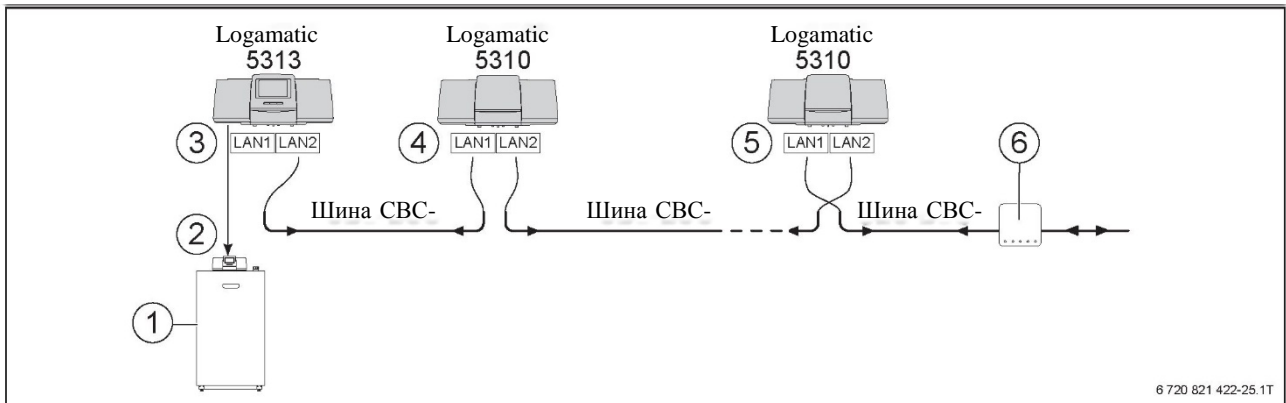 Logamatic Logamatic Logamatic
5313 5310 5310
3 LAN1 LAN2 4 LAN1 LAN2 5 LAN1 LAN2 6
Шина CBC- Шина CBC- Шина CBC-
2
1
6 720 821 422-25.1T